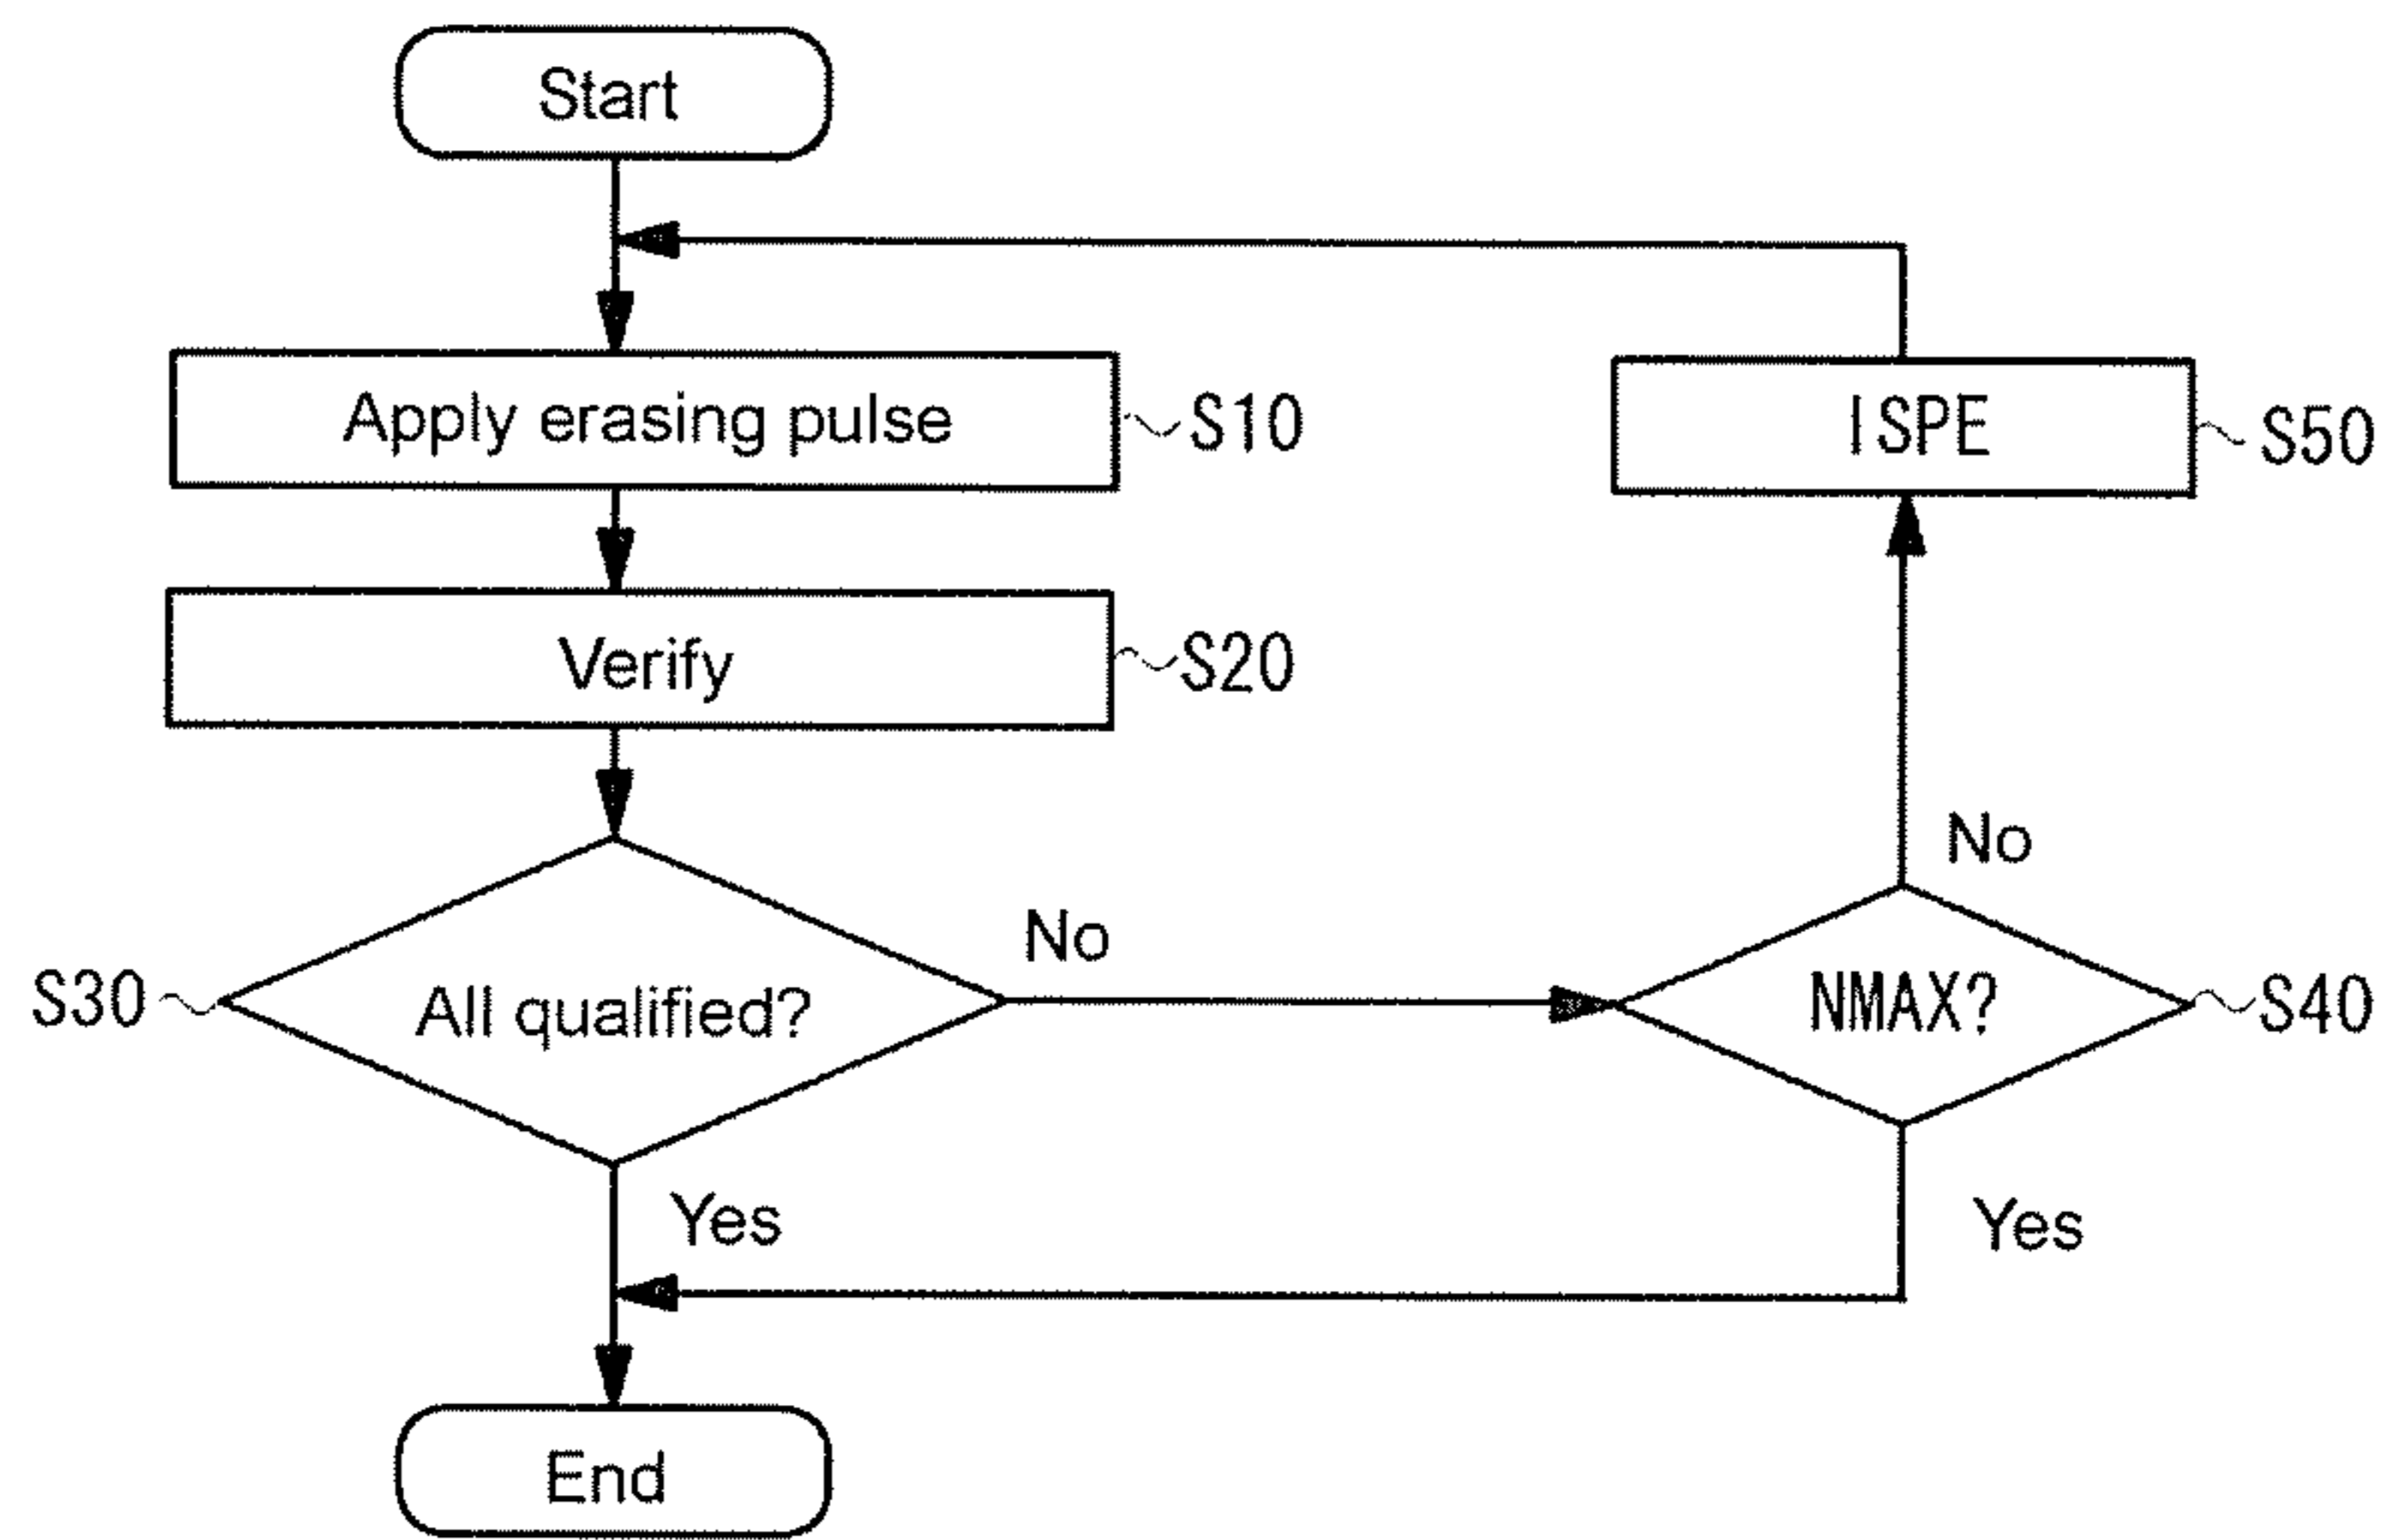 Start
Apply erasing pulse
S10
ISPE
S50
Verify
S20
No
No
S30
All qualified?
NMAX?
S40
Yes
Yes
End